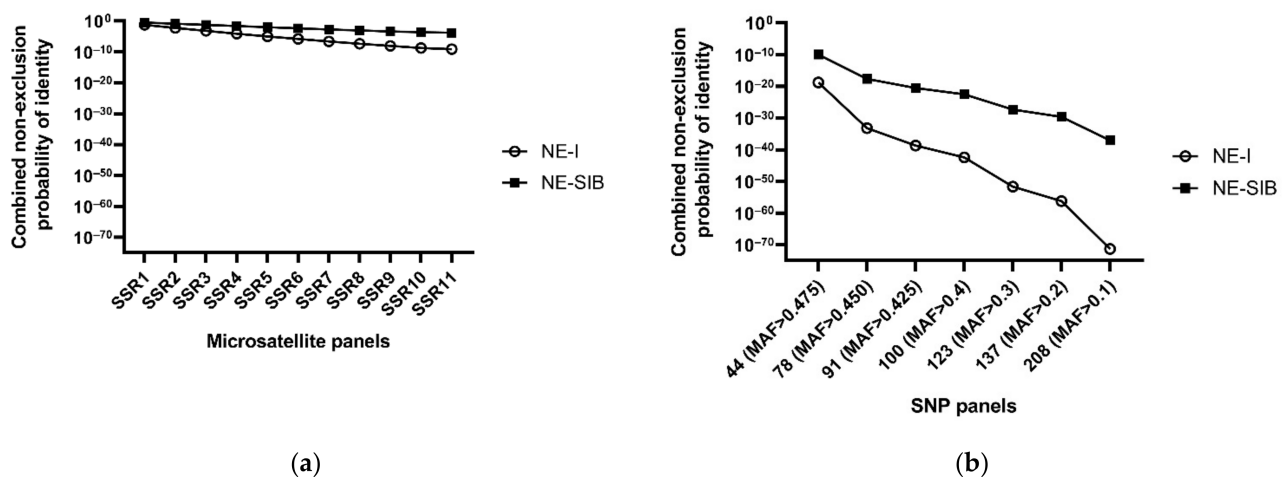 Combined non-exclusion
probability of identity
10⁰
10⁻¹⁰
10⁻²⁰
10⁻³⁰
10⁻⁴⁰
10⁻⁵⁰
10⁻⁶⁰
10⁻⁷⁰
SSR1
SSR2
SSR3
SSR4
SSR5
SSR6
SSR7
SSR8
SSR9
SSR10
SSR11
Microsatellite panels
NE-I
NE-SIB
(a)
Combined non-exclusion
probability of identity
10⁰
10⁻¹⁰
10⁻²⁰
10⁻³⁰
10⁻⁴⁰
10⁻⁵⁰
10⁻⁶⁰
10⁻⁷⁰
44 (MAF>0.475)
78 (MAF>0.450)
91 (MAF>0.425)
100 (MAF>0.4)
123 (MAF>0.3)
137 (MAF>0.2)
208 (MAF>0.1)
SNP panels
NE-I
NE-SIB
(b)